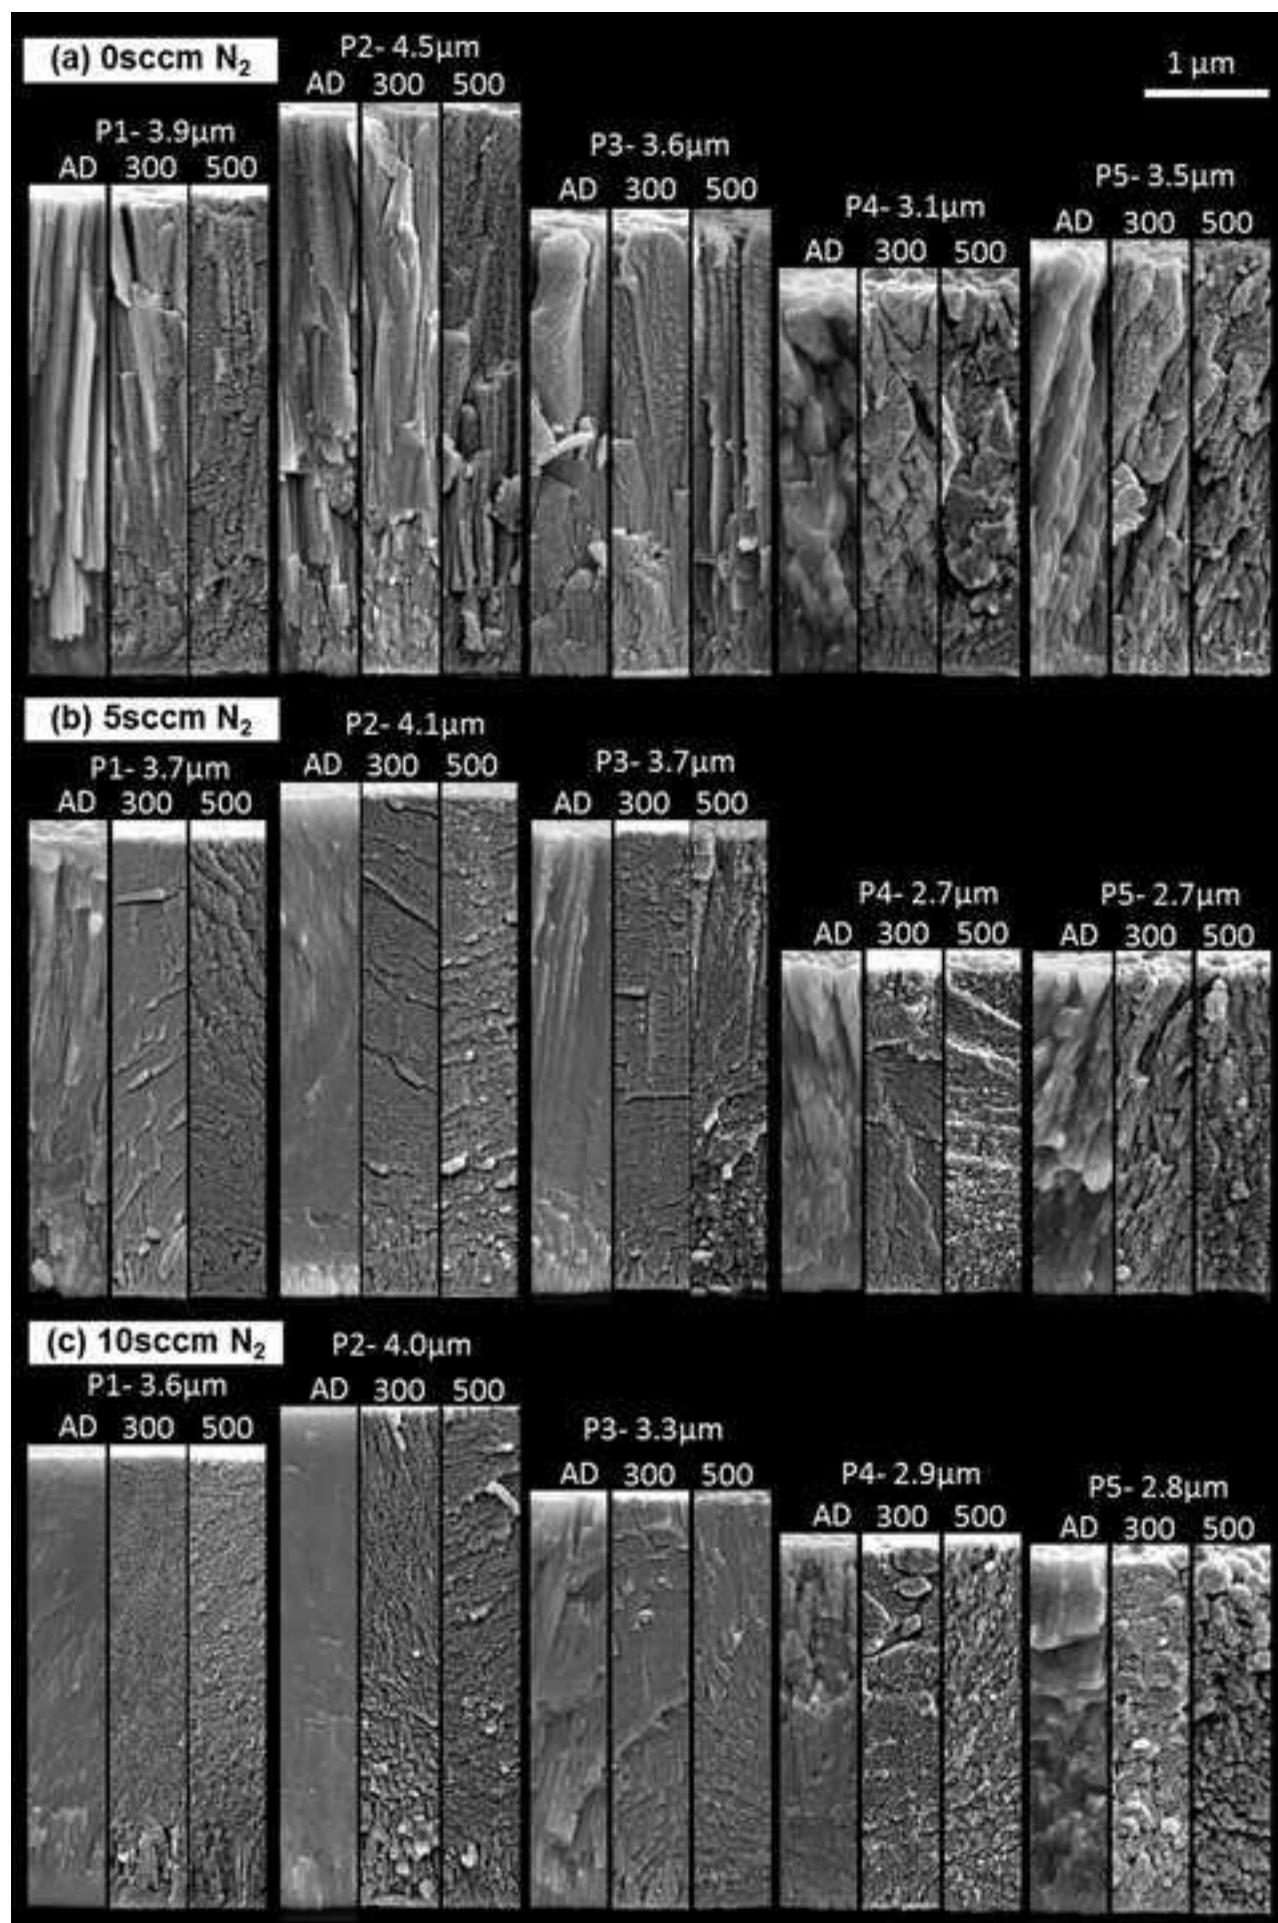 (a) 0sccm N₂
P2- 4.5µm
AD 300 500
1 µm
P1- 3.9µm
AD 300 500
P3- 3.6µm
AD 300 500
P4- 3.1µm
AD 300 500
P5- 3.5µm
AD 300 500
(b) 5sccm N₂
P2- 4.1µm
AD 300 500
P1- 3.7µm
AD 300 500
P3- 3.7µm
AD 300 500
P4- 2.7µm
AD 300 500
P5- 2.7µm
AD 300 500
(c) 10sccm N₂
P2- 4.0µm
AD 300 500
P1- 3.6µm
AD 300 500
P3- 3.3µm
AD 300 500
P4- 2.9µm
AD 300 500
P5- 2.8µm
AD 300 500